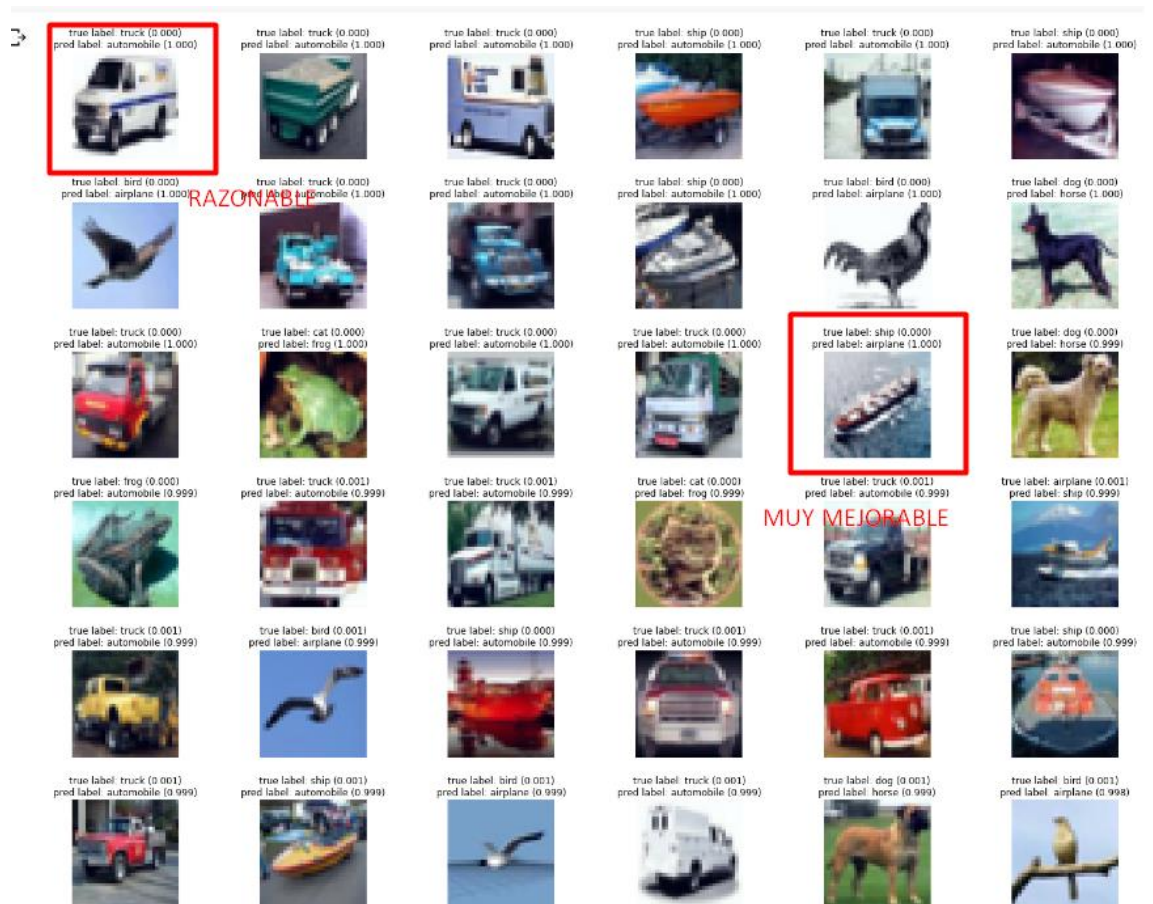 true label: truck (0.000)
pred label: automobile (1.000)
true label: truck (0.000)
pred label: automobile (1.000)
true label: truck (0.000)
pred label: automobile (1.000)
true label: ship (0.000)
pred label: automobile (1.000)
true label: truck (0.000)
pred label: automobile (1.000)
true label: ship (0.000)
pred label: automobile (1.000)
true label: bird (0.000)
pred label: airplane (1.000)
RAZONABLE
true label: truck (0.000)
pred label: automobile (1.000)
true label: truck (0.000)
pred label: automobile (1.000)
true label: ship (0.000)
pred label: automobile (1.000)
true label: bird (0.000)
pred label: airplane (1.000)
true label: dog (0.000)
pred label: horse (1.000)
true label: truck (0.000)
pred label: automobile (1.000)
true label: cat (0.000)
pred label: frog (1.000)
true label: truck (0.000)
pred label: automobile (1.000)
true label: truck (0.000)
pred label: automobile (1.000)
true label: ship (0.000)
pred label: airplane (1.000)
true label: dog (0.000)
pred label: horse (0.999)
true label: frog (0.000)
pred label: automobile (0.999)
true label: truck (0.001)
pred label: automobile (0.999)
true label: truck (0.001)
pred label: automobile (0.999)
true label: cat (0.000)
pred label: frog (0.999)
true label: truck (0.001)
pred label: automobile (0.999)
true label: airplane (0.001)
pred label: ship (0.999)
MUY MEJORABLE
true label: truck (0.001)
pred label: automobile (0.999)
true label: bird (0.001)
pred label: airplane (0.999)
true label: ship (0.000)
pred label: automobile (0.999)
true label: truck (0.001)
pred label: automobile (0.999)
true label: truck (0.001)
pred label: automobile (0.999)
true label: ship (0.000)
pred label: automobile (0.999)
true label: truck (0.001)
pred label: automobile (0.999)
true label: ship (0.001)
pred label: automobile (0.999)
true label: bird (0.001)
pred label: airplane (0.999)
true label: truck (0.001)
pred label: automobile (0.999)
true label: dog (0.001)
pred label: horse (0.999)
true label: bird (0.001)
pred label: airplane (0.998)